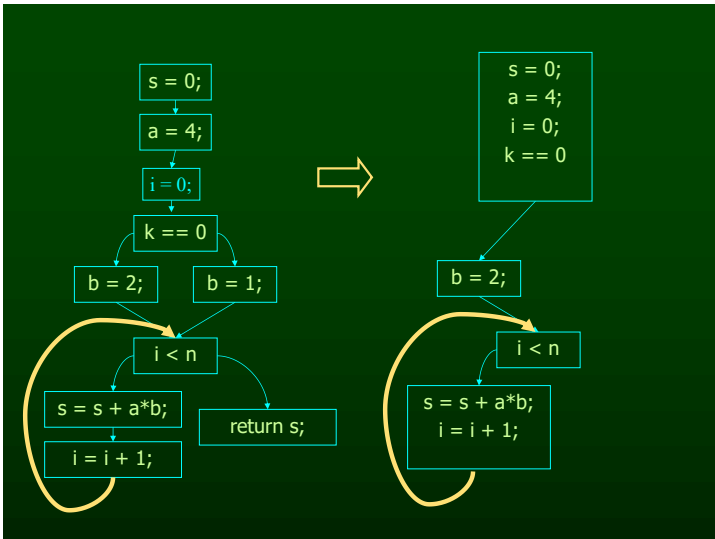 s = 0;
a = 4;
i = 0;
k == 0
b = 2;
b = 1;
i < n
s = s + a*b;
return s;
i = i + 1;
s = 0;
a = 4;
i = 0;
k == 0
b = 2;
i < n
s = s + a*b;
i = i + 1;